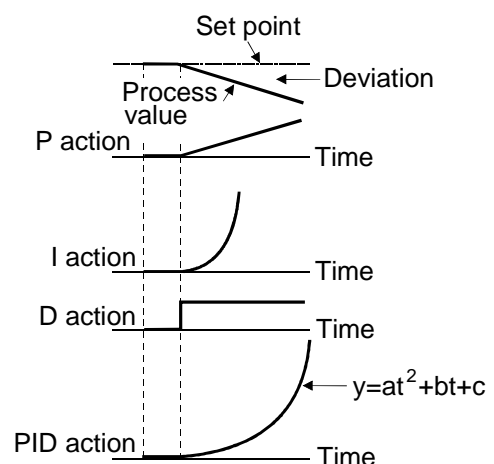 Set point
Deviation
Process
value
P action
Time
I action
Time
D action
Time
y=at²+bt+c
PID action
Time